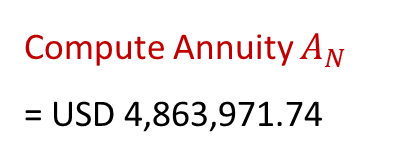 Compute Annuity A_N
= USD 4,863,971.74